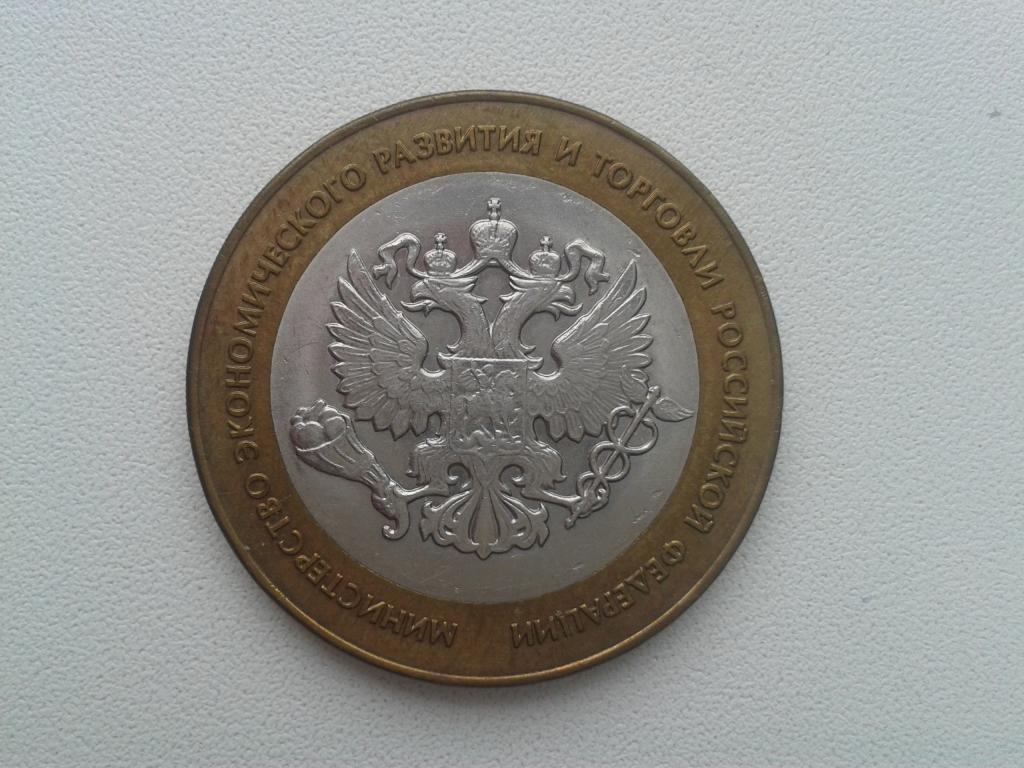 МИНИСТЕРСТВО ЭКОНОМИЧЕСКОГО РАЗВИТИЯ И ТОРГОВЛИ РОССИЙСКОЙ ФЕДЕРАЦИИ